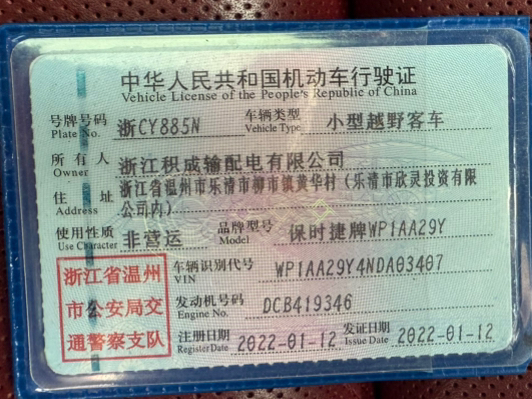 中华人民共和国机动车行驶证
Vehicle License of the People's Republic of China
号牌号码 浙CY885N 车辆类型 小型越野客车
Plate No. Vehicle Type
所有人 浙江积成输配电有限公司
Owner
住址 浙江省温州市乐清市柳市镇黄华村（乐清市欣灵投资有限
Address 公司内）
使用性质 非营运 品牌型号 保时捷牌WP1AA29Y
Use Character Model
浙江省温州
市公安局交
通警察支队
车辆识别代号 WP1AA29Y4NDA03407
VIN
发动机号码 DCB419346
Engine No.
注册日期 2022-01-12 发证日期 2022-01-12
Register Date Issue Date